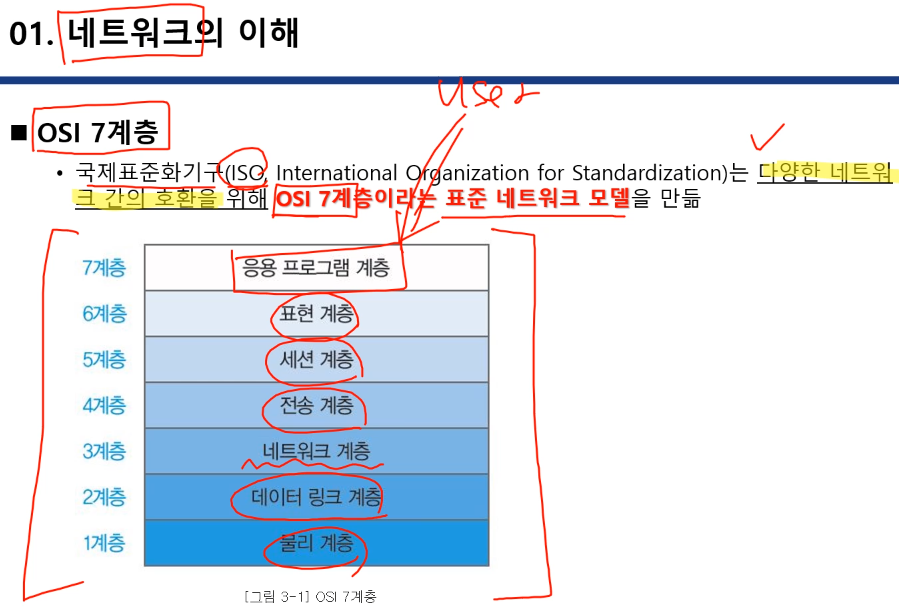 01. 네트워크의 이해
user
■ OSI 7계층
• 국제표준화기구(ISO, International Organization for Standardization)는 다양한 네트워
크 간의 호환을 위해 OSI 7계층이라는 표준 네트워크 모델을 만듦
7계층 응용 프로그램 계층
6계층 표현 계층
5계층 세션 계층
4계층 전송 계층
3계층 네트워크 계층
2계층 데이터 링크 계층
1계층 물리 계층
[그림 3-1] OSI 7계층